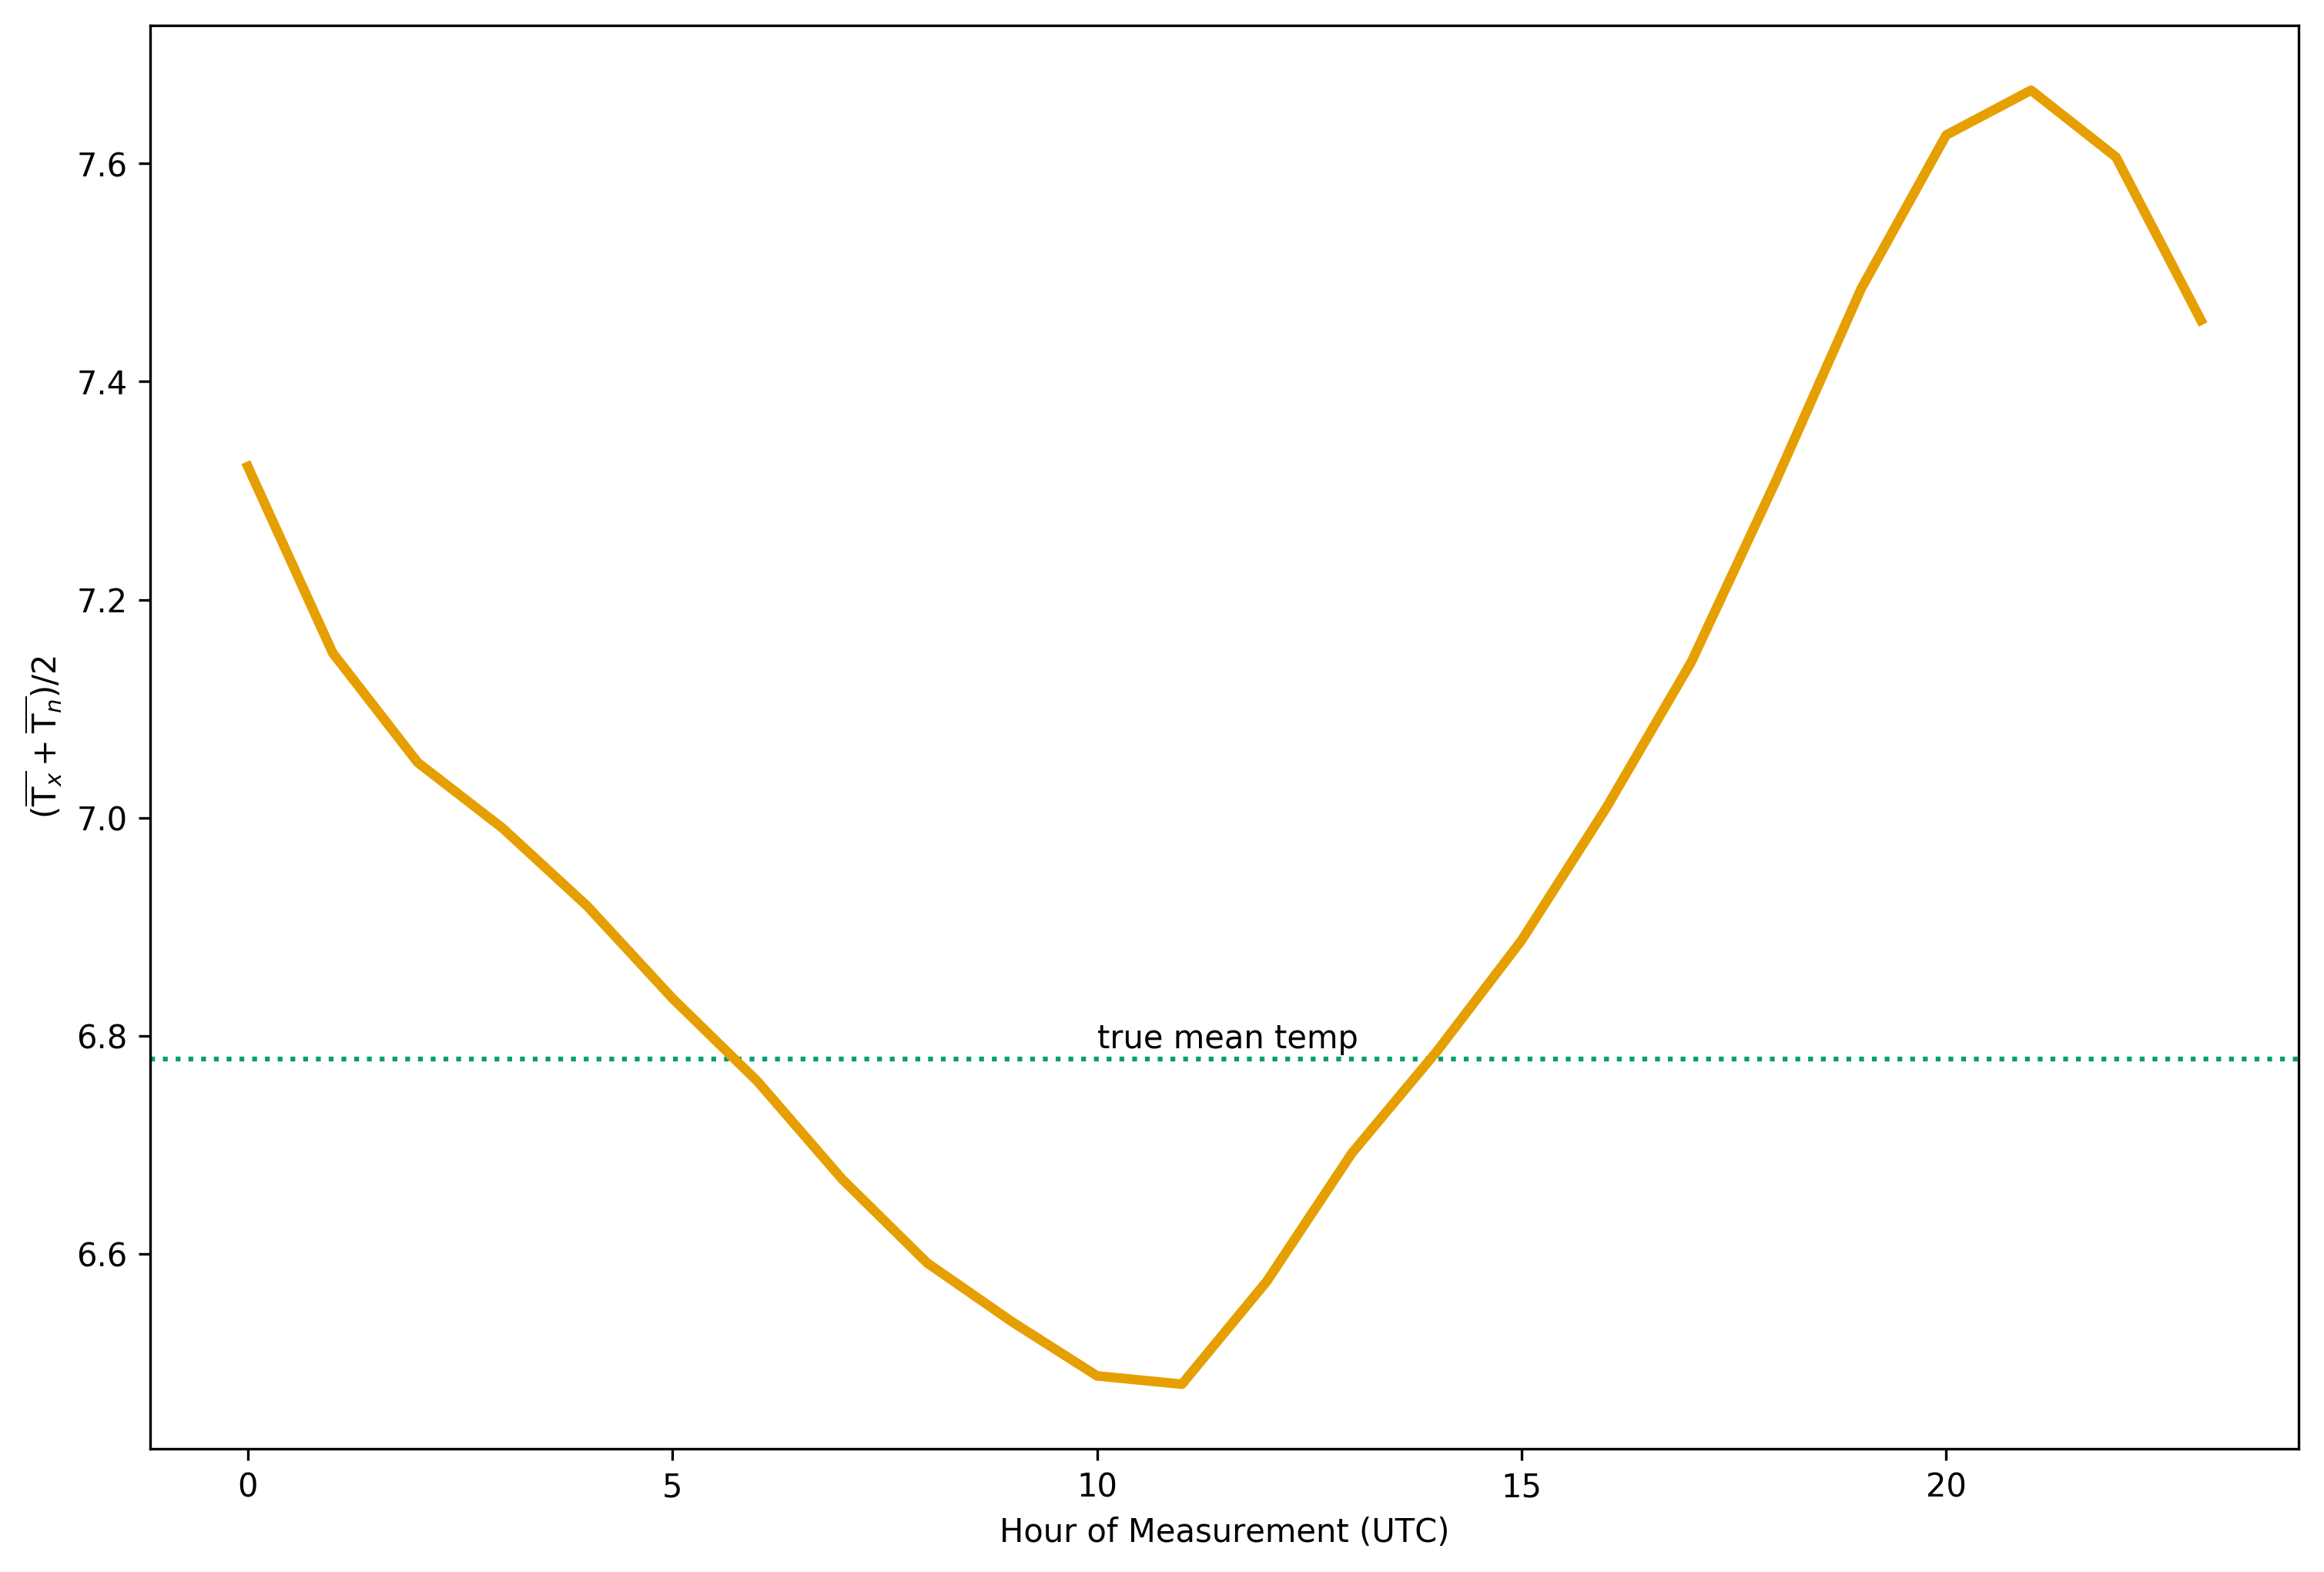 7.6
7.4
7.2
7.0
6.8
6.6
(T̅ₓ + T̅ₙ)/2
true mean temp
0 5 10 15 20
Hour of Measurement (UTC)